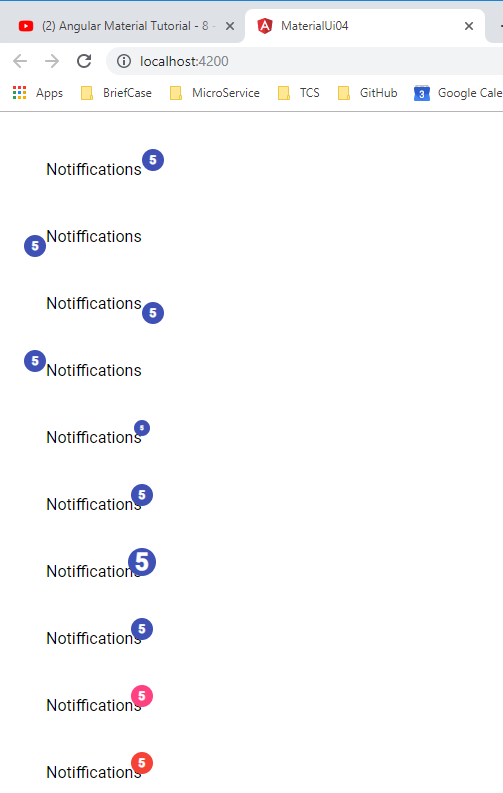 (2) Angular Material Tutorial - 8 -
MaterialUi04
localhost:4200
Apps BriefCase MicroService TCS GitHub 3 Google Cale
Notiffications 5
5 Notiffications
Notiffications 5
5 Notiffications
Notiffications 5
Notiffications 5
Notiffications 5
Notiffications 5
Notiffications 5
Notiffications 5